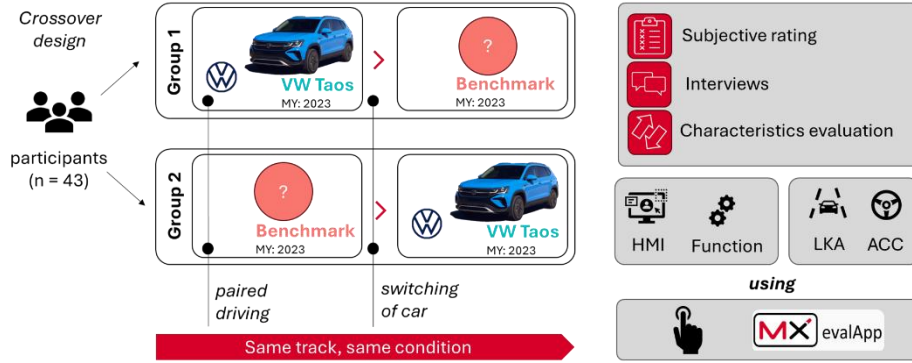 Crossover
design
participants
(n = 43)
Group 1
VW Taos
MY: 2023
?
Benchmark
MY: 2023
Group 2
?
Benchmark
MY: 2023
VW Taos
MY: 2023
paired
driving
switching
of car
Same track, same condition
Subjective rating
Interviews
Characteristics evaluation
HMI
Function
LKA
ACC
using
MX evalApp